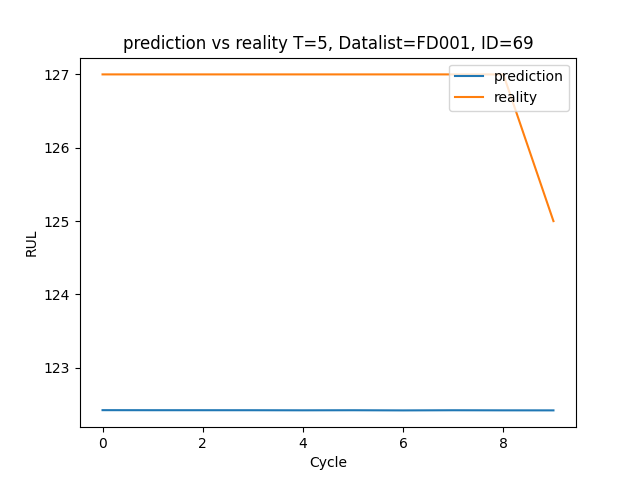 prediction vs reality T=5, Datalist=FD001, ID=69
127
126
125
124
123
RUL
prediction
reality
0 2 4 6 8
Cycle